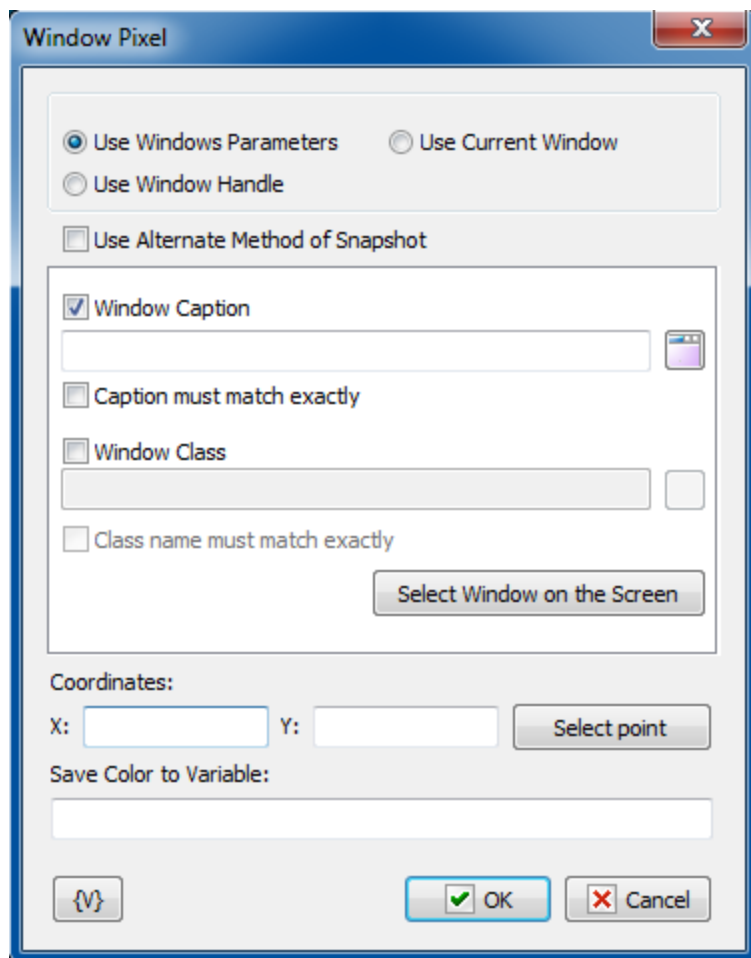 Window Pixel
Use Windows Parameters Use Current Window
Use Window Handle
Use Alternate Method of Snapshot
Window Caption
Caption must match exactly
Window Class
Class name must match exactly
Select Window on the Screen
Coordinates:
X: Y: Select point
Save Color to Variable:
{V} OK Cancel